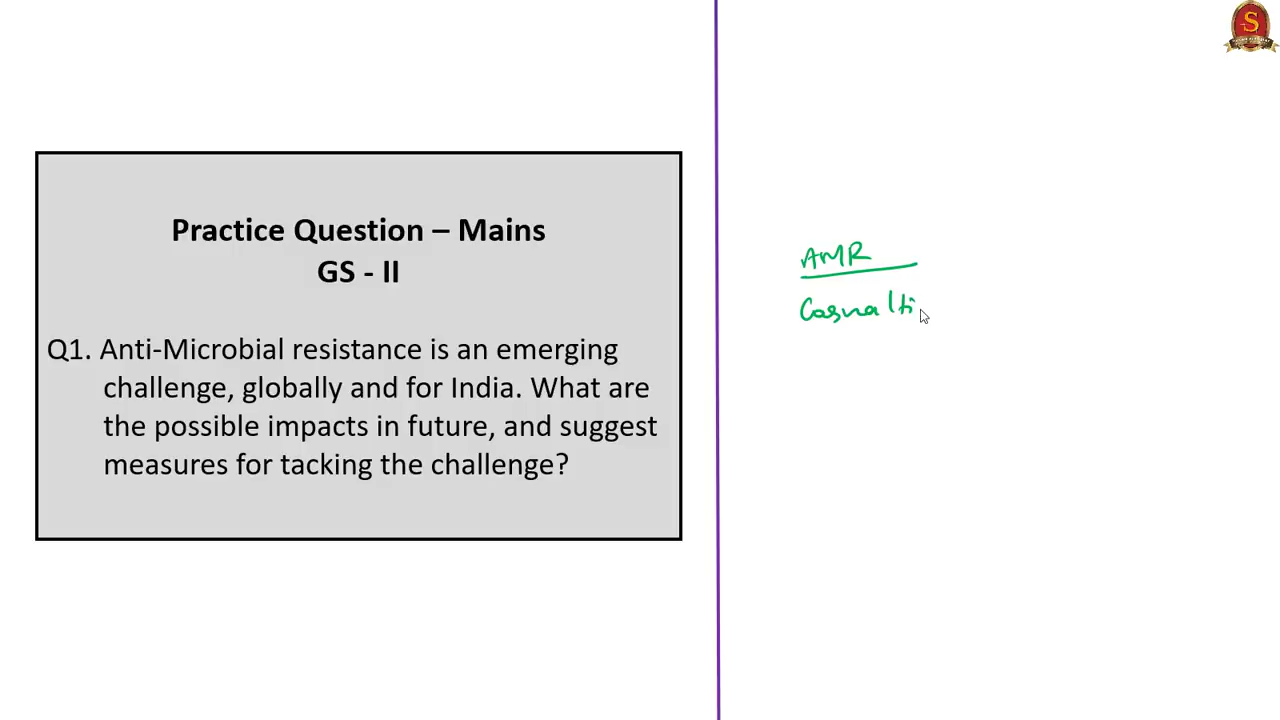 Practice Question – Mains
GS - II
Q1. Anti-Microbial resistance is an emerging
challenge, globally and for India. What are
the possible impacts in future, and suggest
measures for tacking the challenge?
AMR
Casualti
S